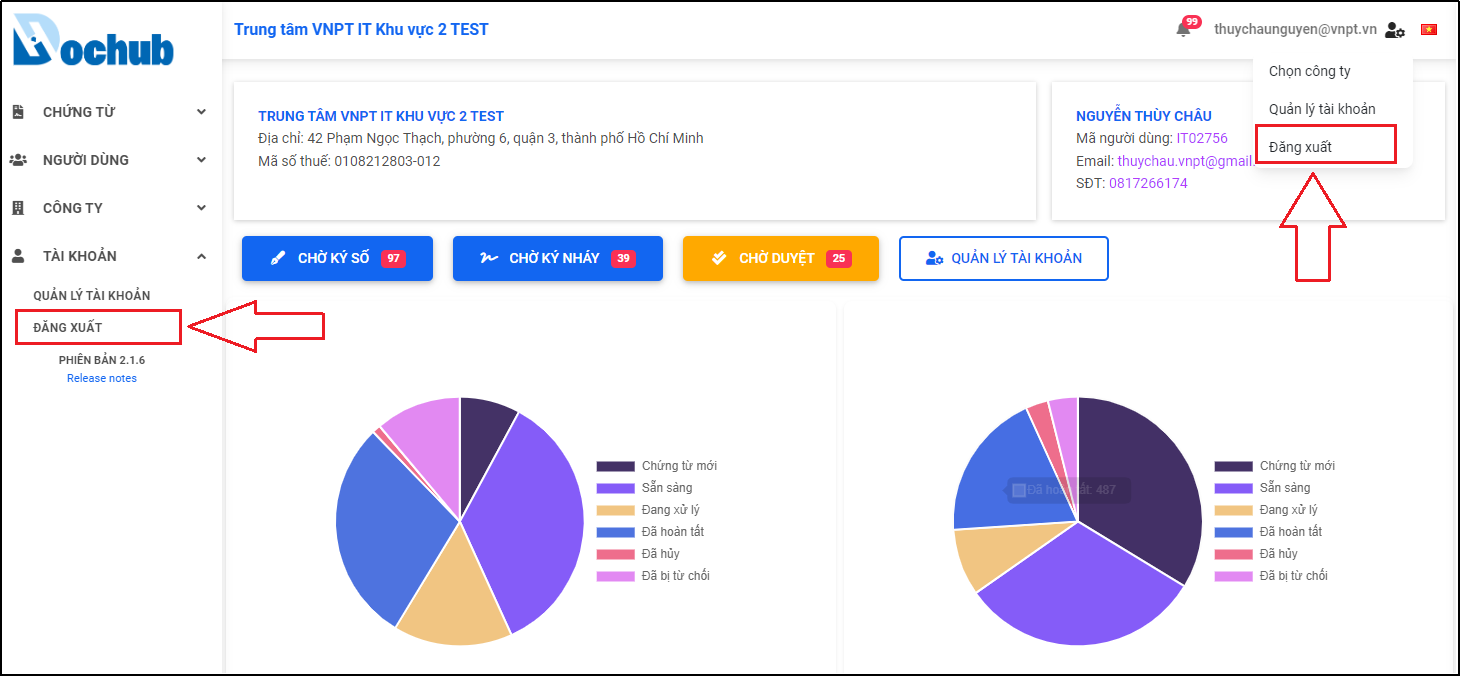 Dochub
Trung tâm VNPT IT Khu vực 2 TEST
99
thuychaunguyen@vnpt.vn
Chọn công ty
Quản lý tài khoản
Đăng xuất
CHỨNG TỪ
NGƯỜI DÙNG
CÔNG TY
TÀI KHOẢN
QUẢN LÝ TÀI KHOẢN
ĐĂNG XUẤT
PHIÊN BẢN 2.1.6
Release notes
TRUNG TÂM VNPT IT KHU VỰC 2 TEST
Địa chỉ: 42 Phạm Ngọc Thạch, phường 6, quận 3, thành phố Hồ Chí Minh
Mã số thuế: 0108212803-012
NGUYỄN THÙY CHÂU
Mã người dùng: IT02756
Email: thuychau.vnpt@gmail.
SĐT: 0817266174
CHỜ KÝ SỐ 97
CHỜ KÝ NHÁY 39
CHỜ DUYỆT 25
QUẢN LÝ TÀI KHOẢN
Chứng từ mới
Sẵn sàng
Đang xử lý
Đã hoàn tất
Đã hủy
Đã bị từ chối
Đã hoàn tất: 487
Chứng từ mới
Sẵn sàng
Đang xử lý
Đã hoàn tất
Đã hủy
Đã bị từ chối